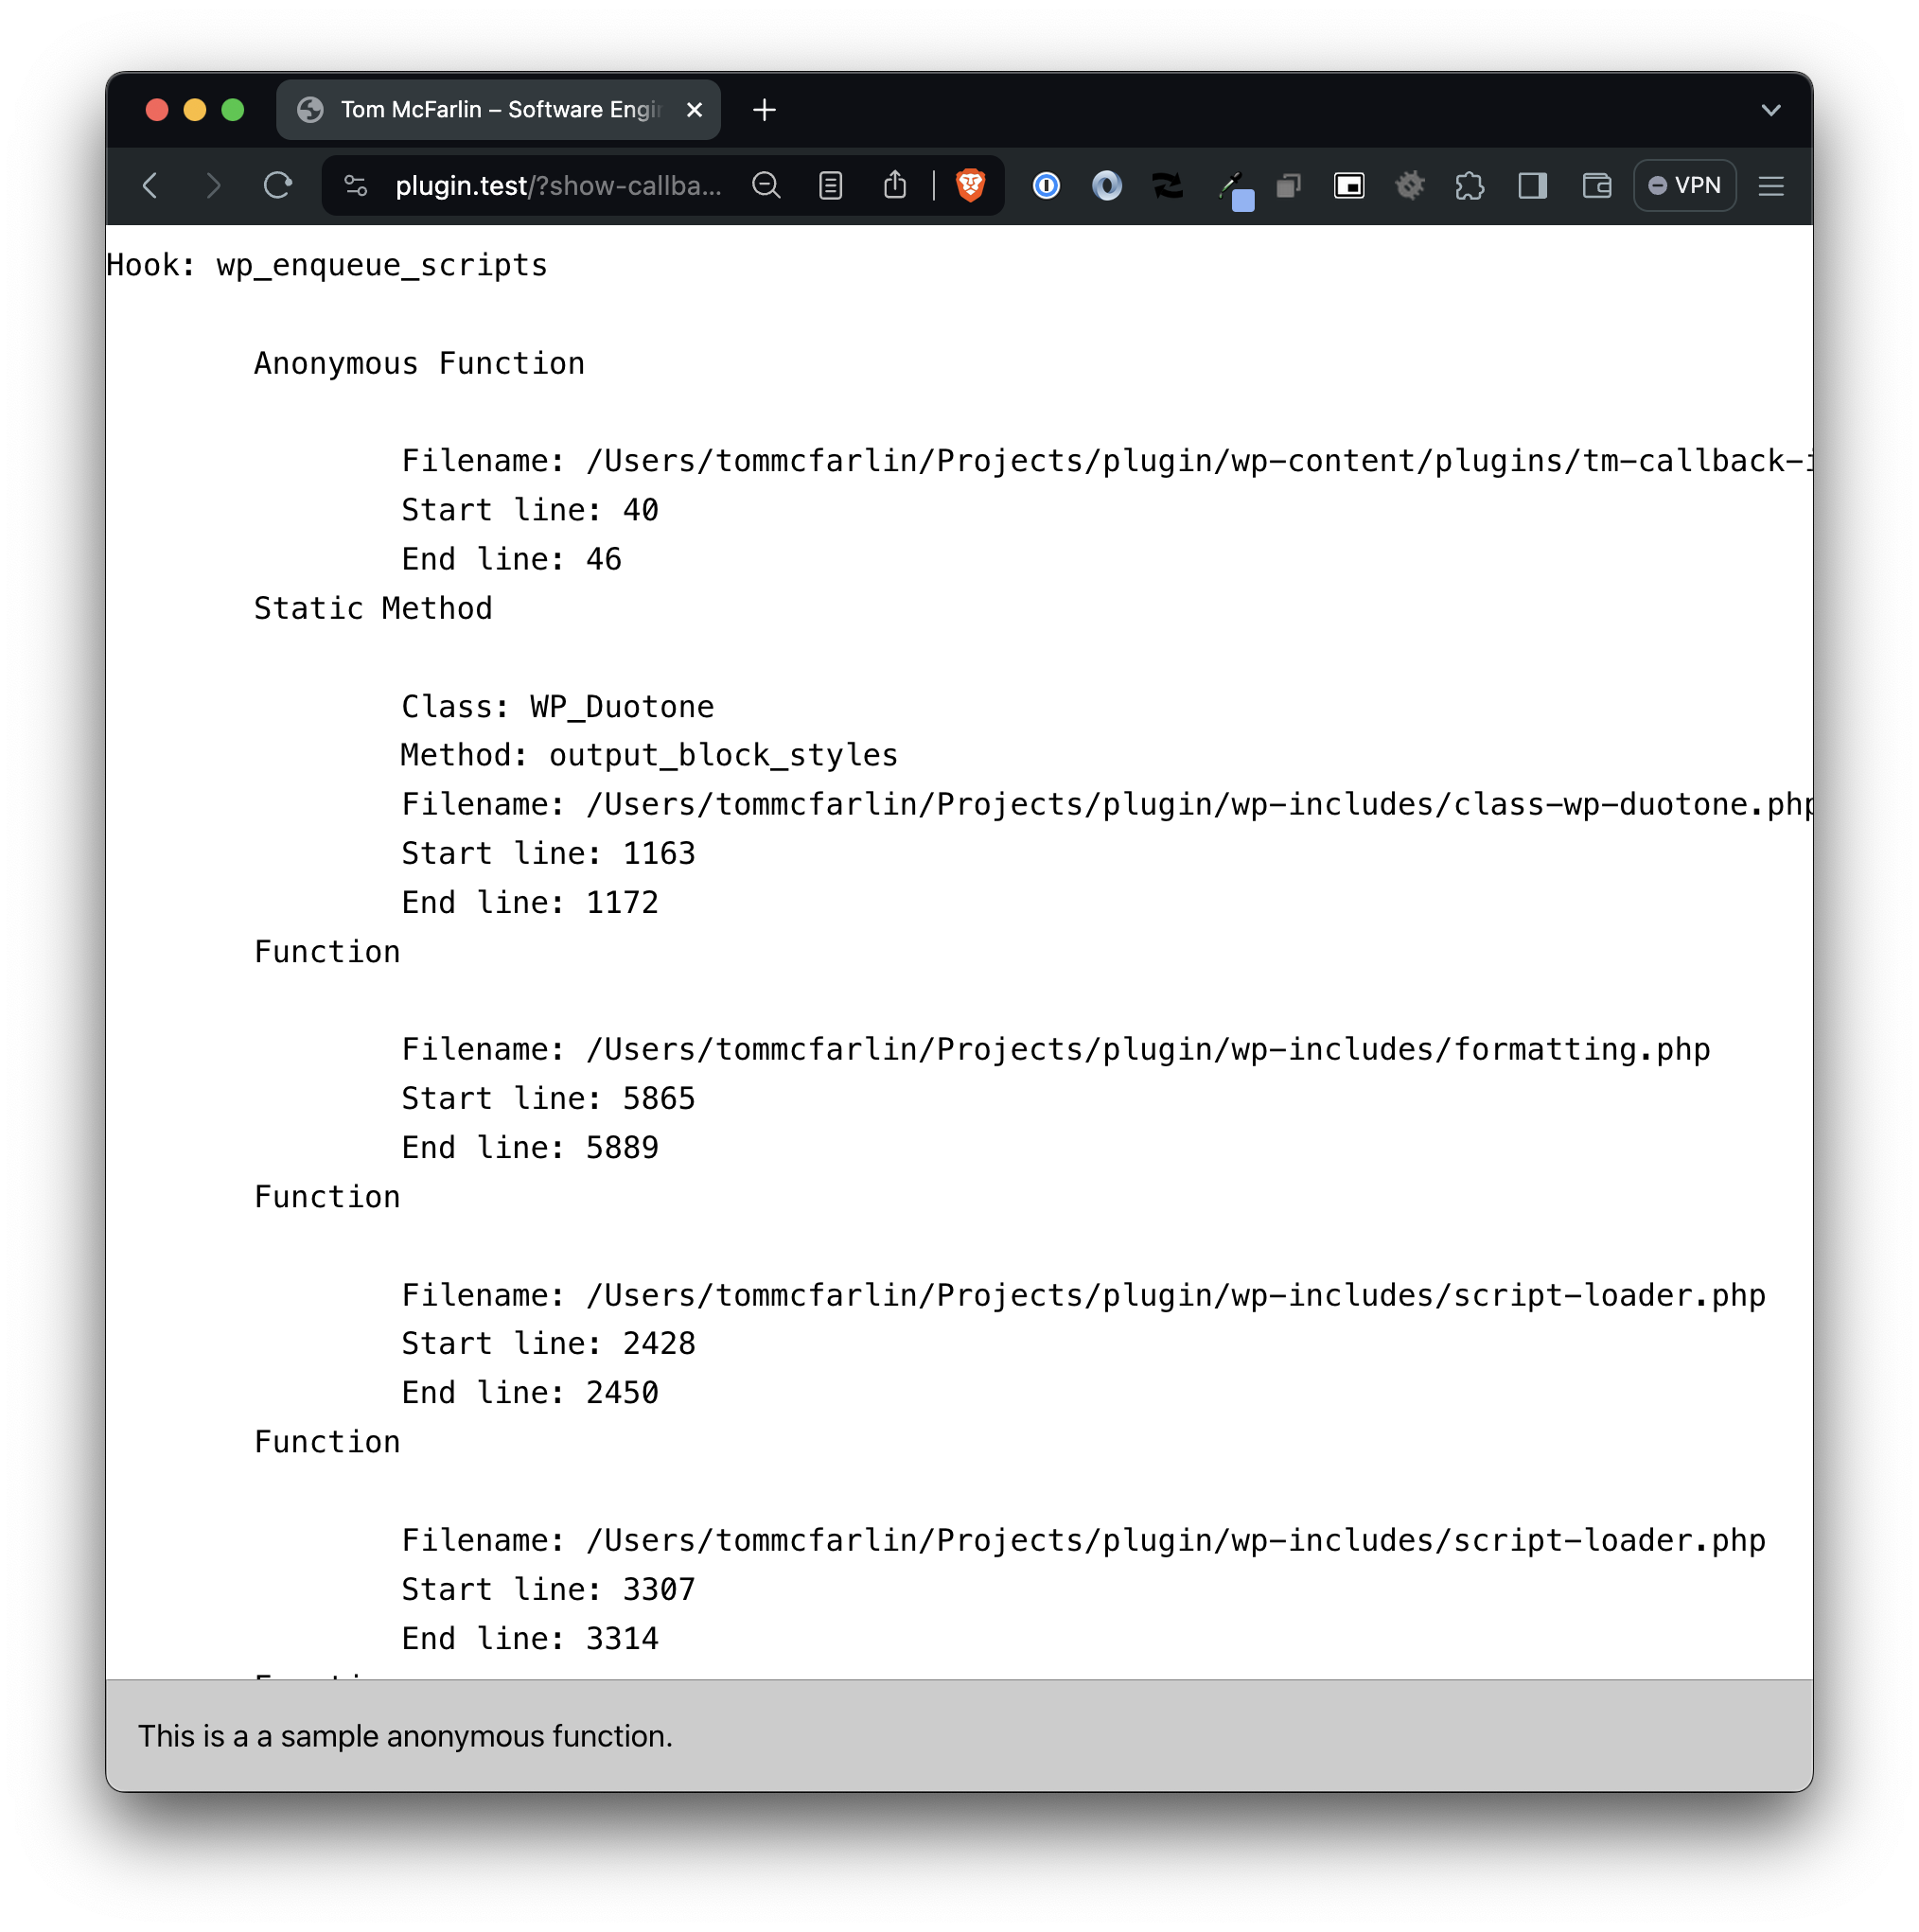 Tom McFarlin – Software Engi
plugin.test/?show-callba...
VPN
Hook: wp_enqueue_scripts
Anonymous Function
Filename: /Users/tommcfarlin/Projects/plugin/wp-content/plugins/tm-callback-i
Start line: 40
End line: 46
Static Method
Class: WP_Duotone
Method: output_block_styles
Filename: /Users/tommcfarlin/Projects/plugin/wp-includes/class-wp-duotone.php
Start line: 1163
End line: 1172
Function
Filename: /Users/tommcfarlin/Projects/plugin/wp-includes/formatting.php
Start line: 5865
End line: 5889
Function
Filename: /Users/tommcfarlin/Projects/plugin/wp-includes/script-loader.php
Start line: 2428
End line: 2450
Function
Filename: /Users/tommcfarlin/Projects/plugin/wp-includes/script-loader.php
Start line: 3307
End line: 3314
This is a a sample anonymous function.